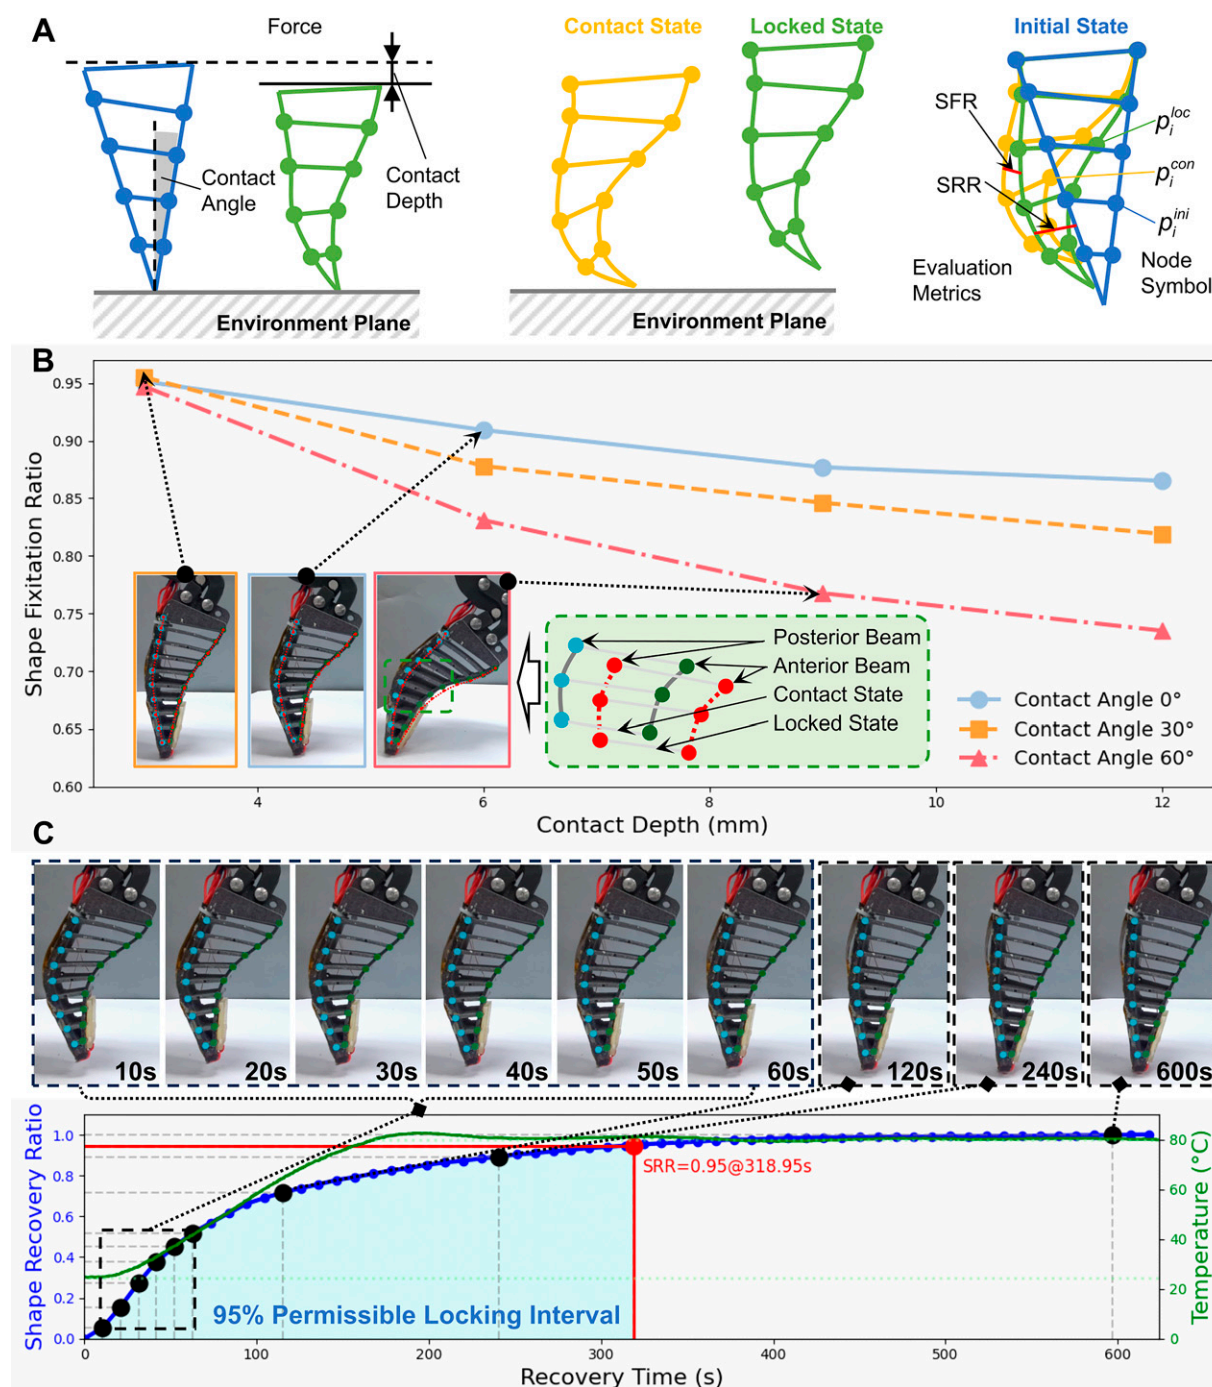 A
Force
Contact
Angle
Contact
Depth
Environment Plane
Contact State
Locked State
Environment Plane
Initial State
SFR
SRR
p_i^{loc}
p_i^{con}
p_i^{ini}
Evaluation
Metrics
Node
Symbol
B
Shape Fixitation Ratio
0.95
0.90
0.85
0.80
0.75
0.70
0.65
0.60
Posterior Beam
Anterior Beam
Contact State
Locked State
Contact Angle 0°
Contact Angle 30°
Contact Angle 60°
4
6
8
10
12
Contact Depth (mm)
C
10s
20s
30s
40s
50s
60s
120s
240s
600s
Shape Recovery Ratio
1.0
0.8
0.6
0.4
0.2
0.0
SRR=0.95@318.95s
95% Permissible Locking Interval
80
60
40
20
0
Temperature (°C)
0
100
200
300
400
500
600
Recovery Time (s)